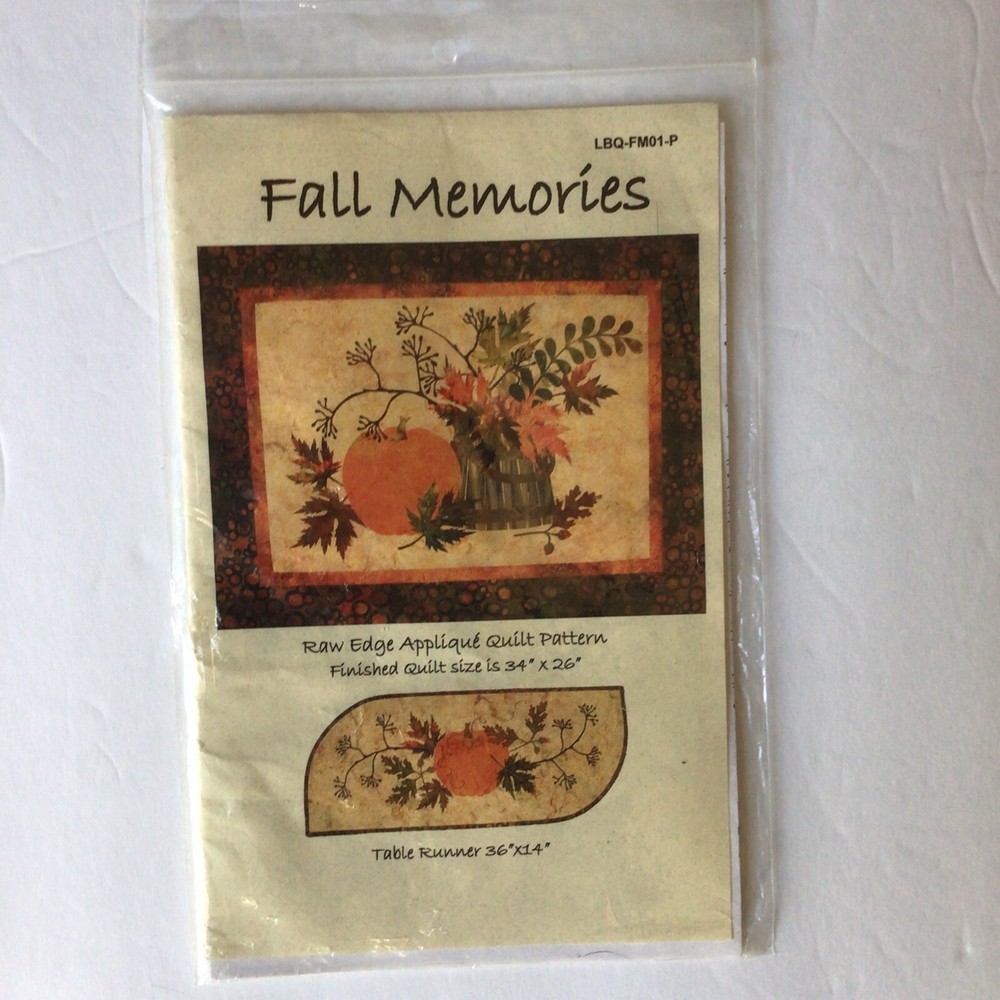 LBQ-FM01-P
Fall Memories
Raw Edge Appliqué Quilt Pattern
Finished Quilt size is 34" x 26"
Table Runner 36"x14"